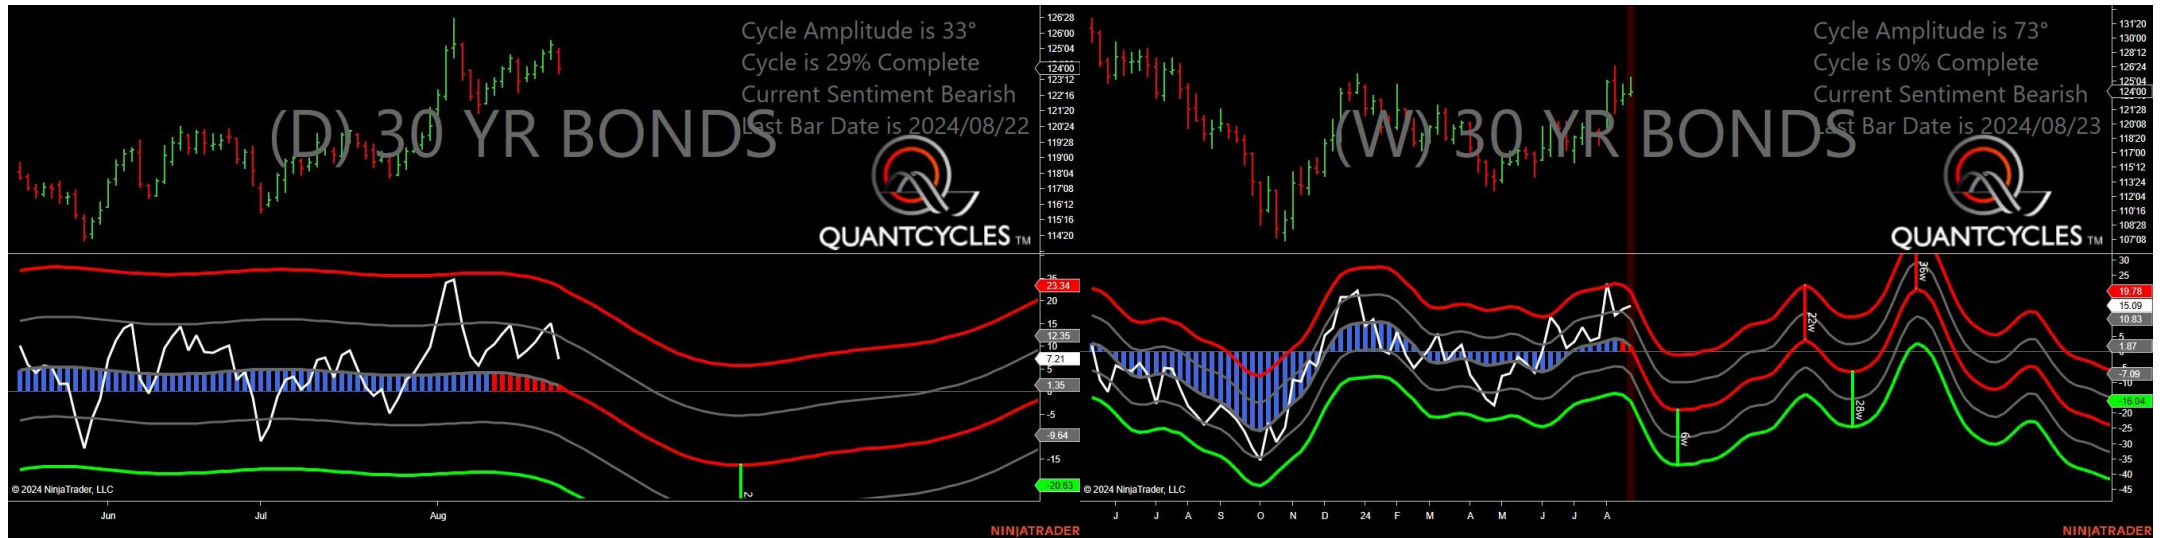 Cycle Amplitude is 33°
Cycle is 29% Complete
Current Sentiment Bearish
Last Bar Date is 2024/08/22
(D) 30 YR BONDS
QUANTCYCLES TM
126'28
126'00
125'04
124'00
123'12
122'16
121'20
120'24
119'28
119'00
118'04
117'08
116'12
115'16
114'20
25
23.34
20
15
12.35
10
7.21
5
1.35
0
-5
-9.64
-15
-20.63
2
© 2024 NinjaTrader, LLC
Jun
Jul
Aug
NINJATRADER
Cycle Amplitude is 73°
Cycle is 0% Complete
Current Sentiment Bearish
Last Bar Date is 2024/08/23
(W) 30 YR BONDS
QUANTCYCLES TM
131'20
130'00
128'12
126'24
125'04
124'00
120'08
118'20
117'00
115'12
113'24
112'04
110'16
108'28
107'08
30
25
19.78
15.09
10.83
5
1.87
-7.09
-10
-16.04
-20
-25
-30
-35
-40
-45
6w
22w
28w
36w
© 2024 NinjaTrader, LLC
J J A S O N D 24 F M A M J J A
NINJATRADER